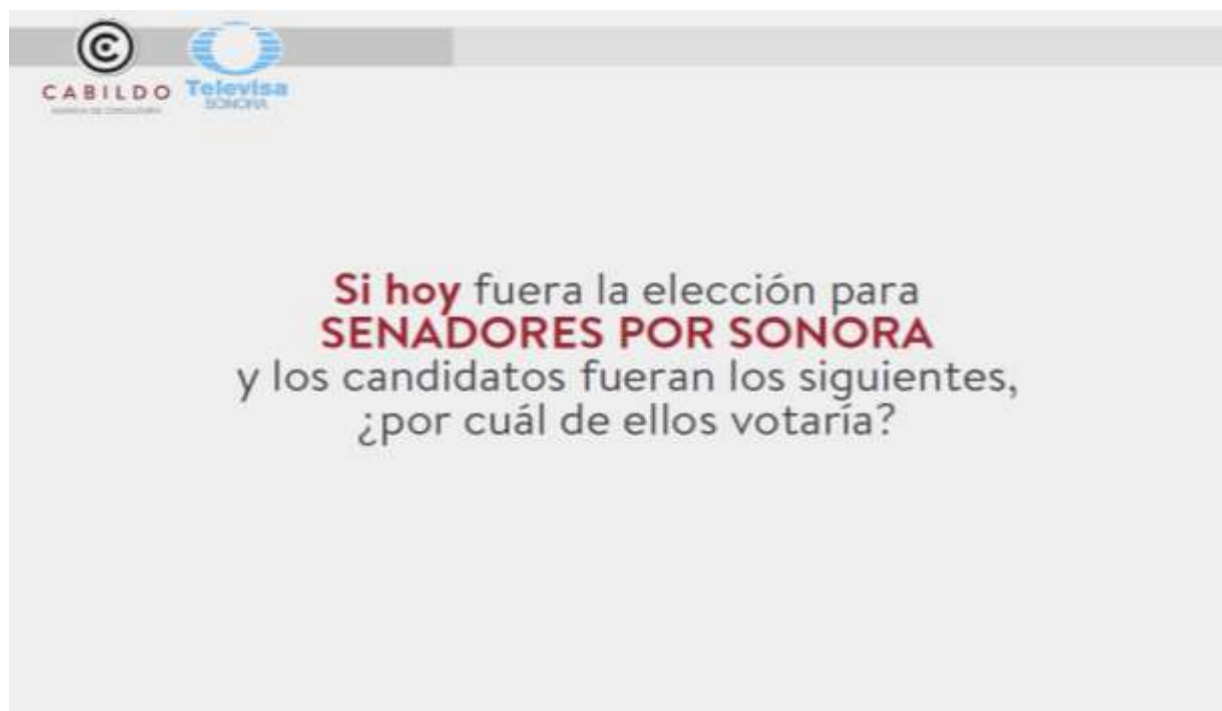 CABILDO
Televisa
SONORA
Si hoy fuera la elección para
SENADORES POR SONORA
y los candidatos fueran los siguientes,
¿por cuál de ellos votaría?